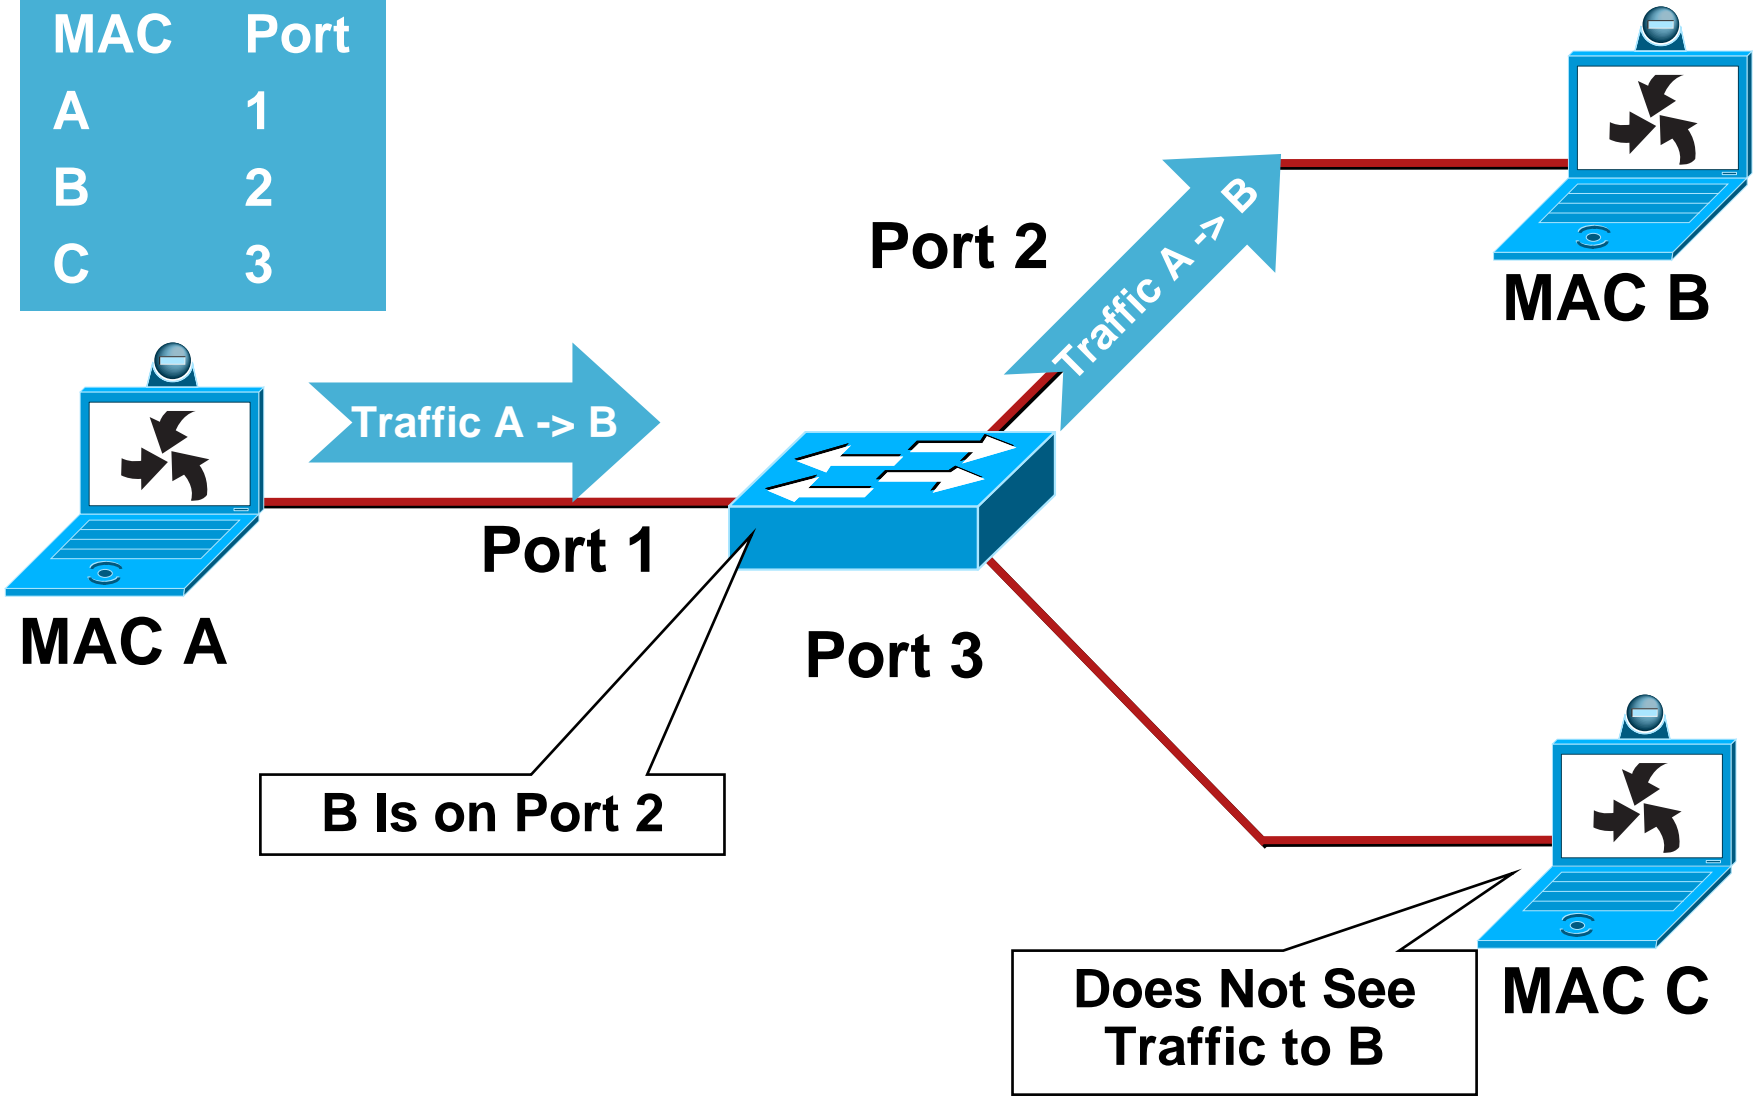 MAC Port
A 1
B 2
C 3
Port 2
Traffic A -> B
MAC B
Traffic A -> B
Port 1
MAC A
Port 3
B Is on Port 2
Does Not See
Traffic to B
MAC C